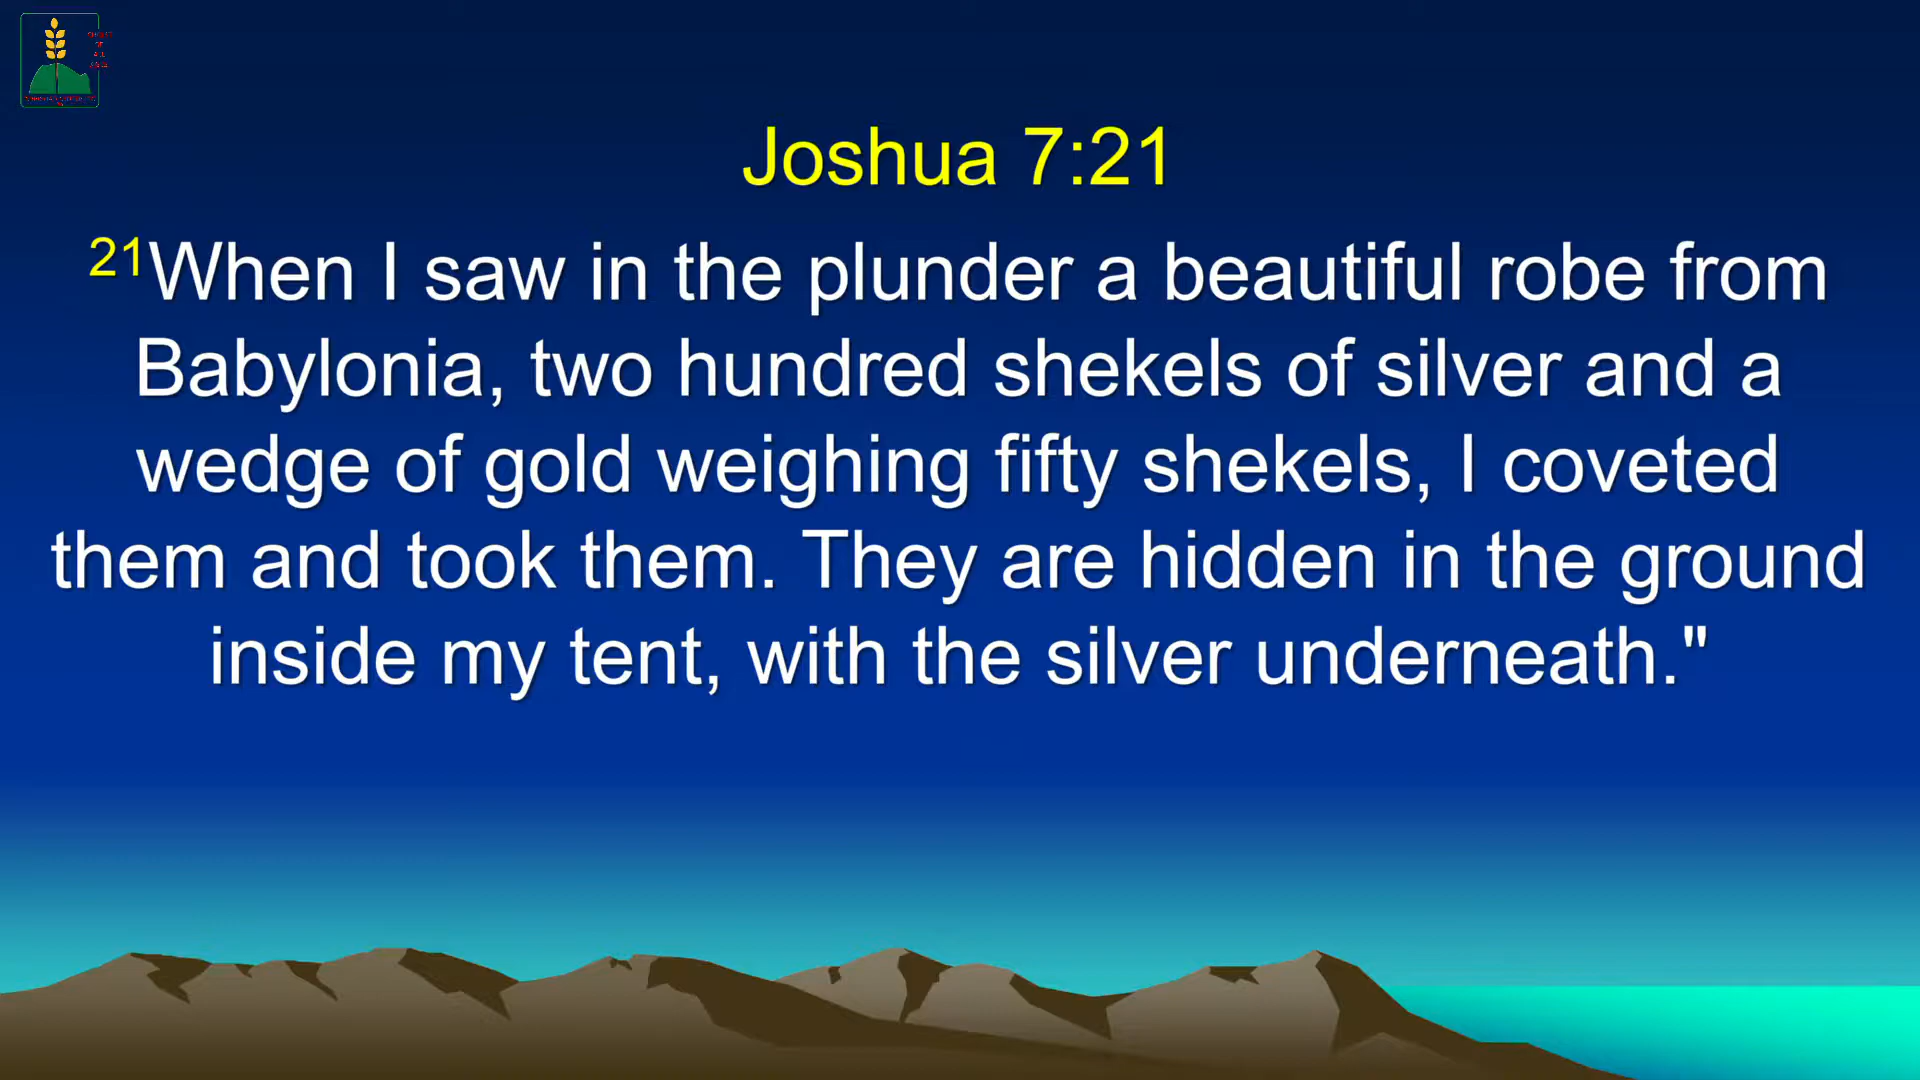 Joshua 7:21
21When I saw in the plunder a beautiful robe from
Babylonia, two hundred shekels of silver and a
wedge of gold weighing fifty shekels, I coveted
them and took them. They are hidden in the ground
inside my tent, with the silver underneath."